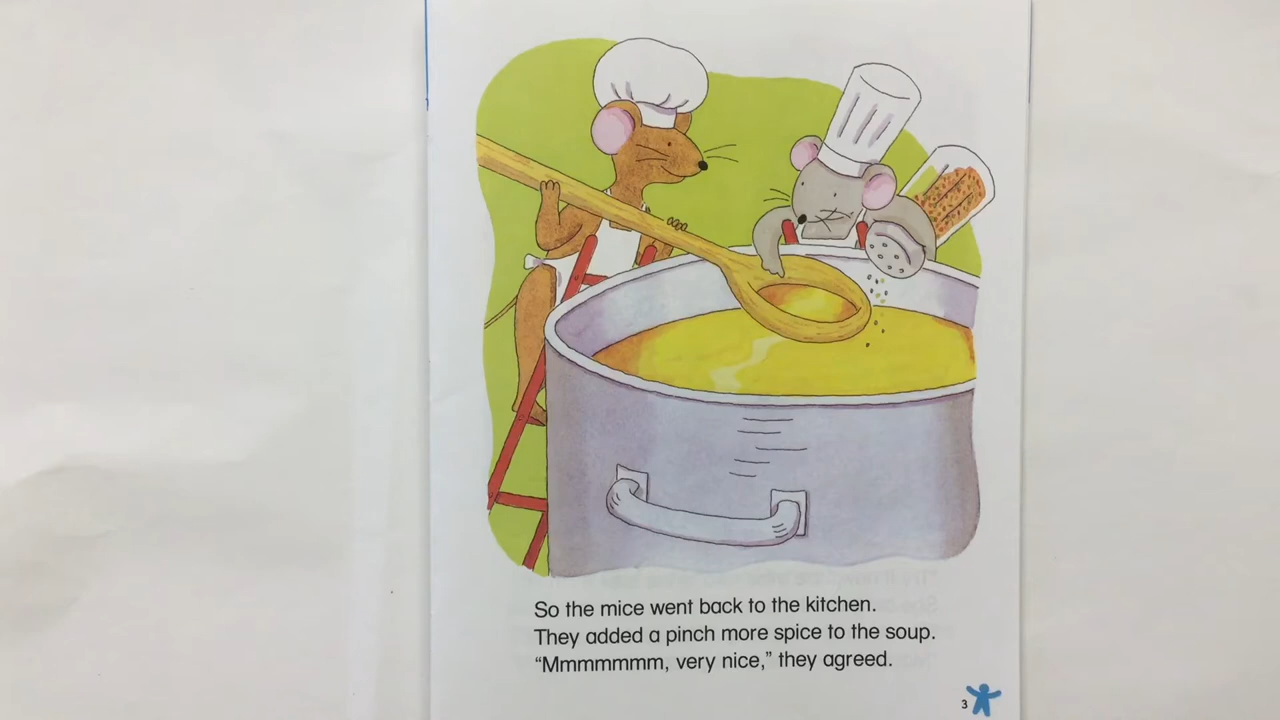 So the mice went back to the kitchen.
They added a pinch more spice to the soup.
“Mmmmmmm, very nice,” they agreed.
3